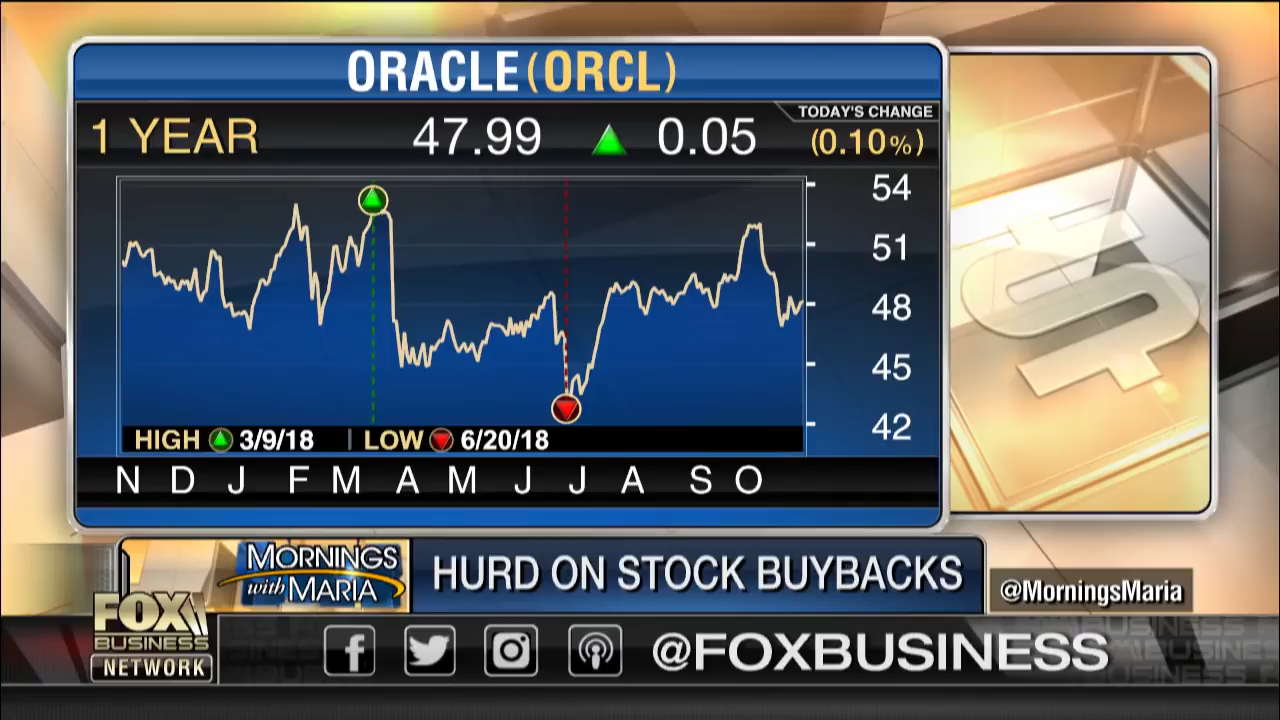 ORACLE (ORCL)
TODAY'S CHANGE
1 YEAR 47.99 0.05 (0.10%)
54
51
48
45
42
HIGH 3/9/18 | LOW 6/20/18
N D J F M A M J J A S O
MORNINGS
with MARIA
HURD ON STOCK BUYBACKS
@MorningsMaria
FOX
BUSINESS
NETWORK
@FOXBUSINESS